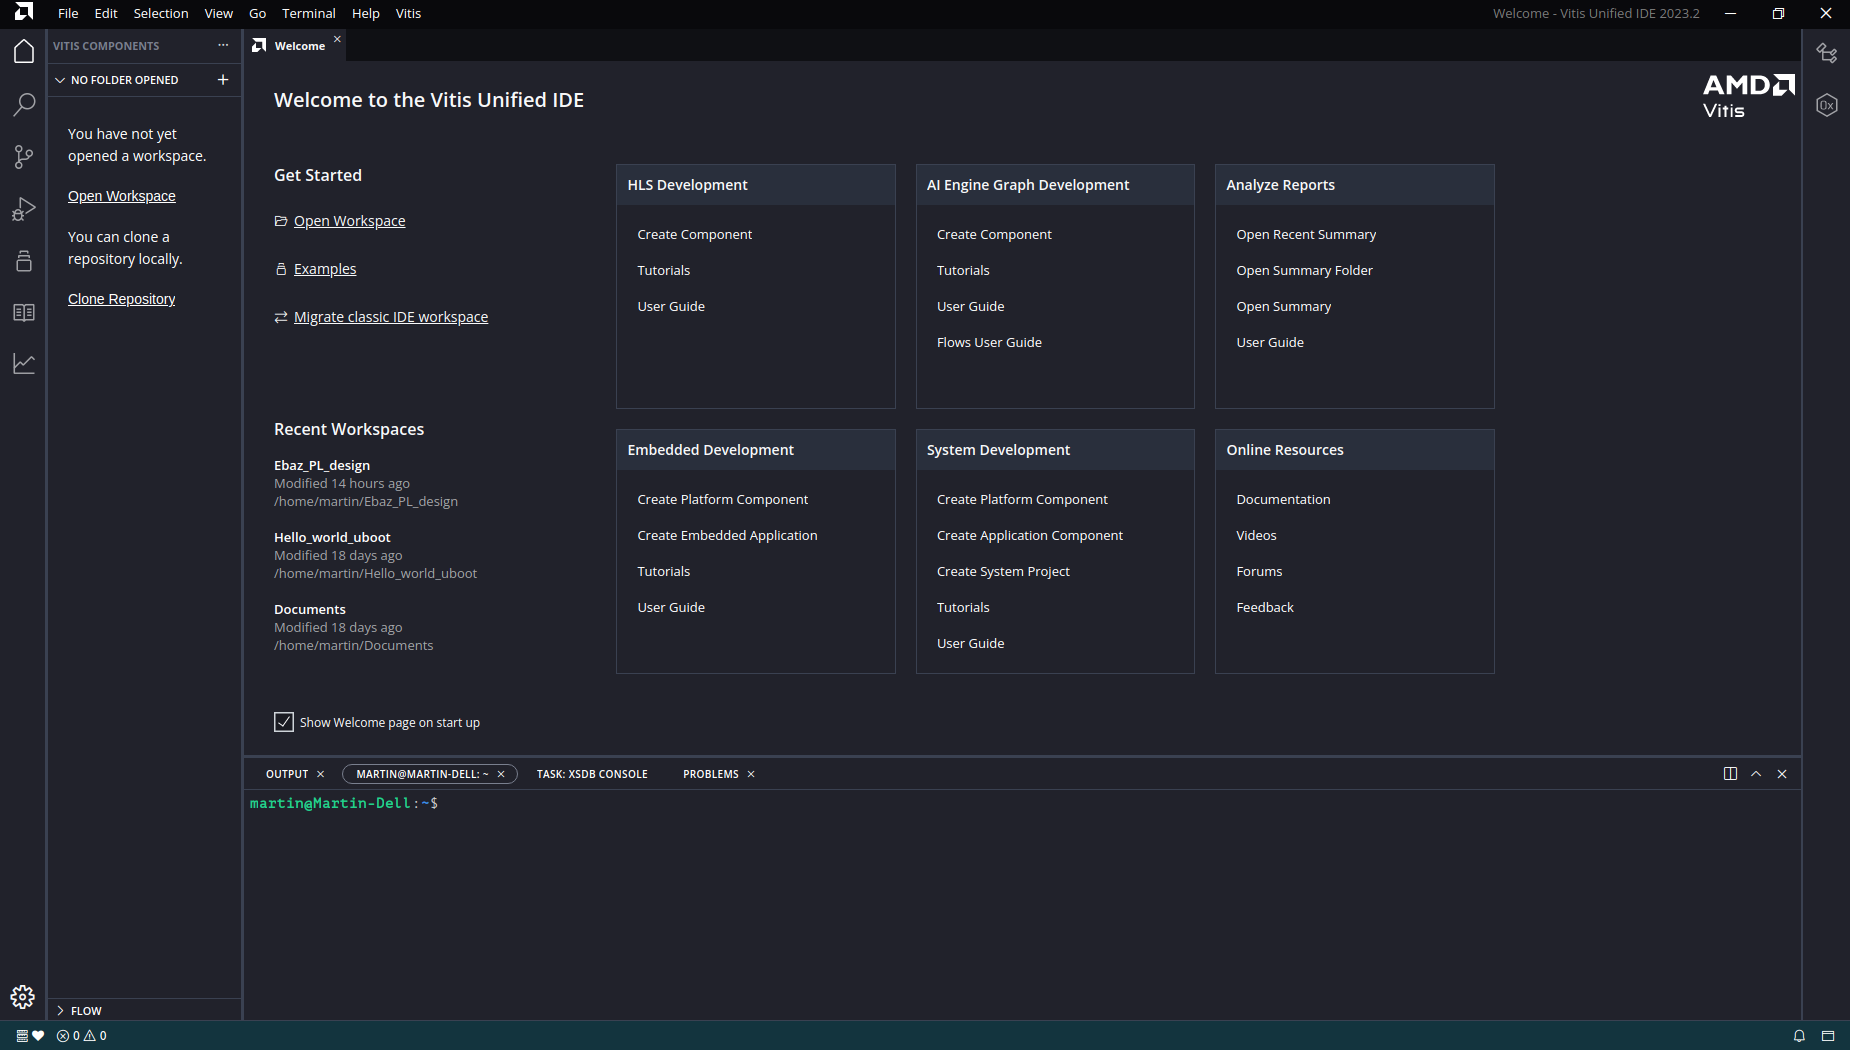 File Edit Selection View Go Terminal Help Vitis
Welcome - Vitis Unified IDE 2023.2
VITIS COMPONENTS
Welcome
NO FOLDER OPENED
You have not yet
opened a workspace.
Open Workspace
You can clone a
repository locally.
Clone Repository
FLOW
Welcome to the Vitis Unified IDE
AMD
Vitis
Get Started
Open Workspace
Examples
Migrate classic IDE workspace
Recent Workspaces
Ebaz_PL_design
Modified 14 hours ago
/home/martin/Ebaz_PL_design
Hello_world_uboot
Modified 18 days ago
/home/martin/Hello_world_uboot
Documents
Modified 18 days ago
/home/martin/Documents
Show Welcome page on start up
HLS Development
Create Component
Tutorials
User Guide
AI Engine Graph Development
Create Component
Tutorials
User Guide
Flows User Guide
Analyze Reports
Open Recent Summary
Open Summary Folder
Open Summary
User Guide
Embedded Development
Create Platform Component
Create Embedded Application
Tutorials
User Guide
System Development
Create Platform Component
Create Application Component
Create System Project
Tutorials
User Guide
Online Resources
Documentation
Videos
Forums
Feedback
0x
OUTPUT MARTIN@MARTIN-DELL: ~ TASK: XSDB CONSOLE PROBLEMS
martin@Martin-Dell:~$
0 0